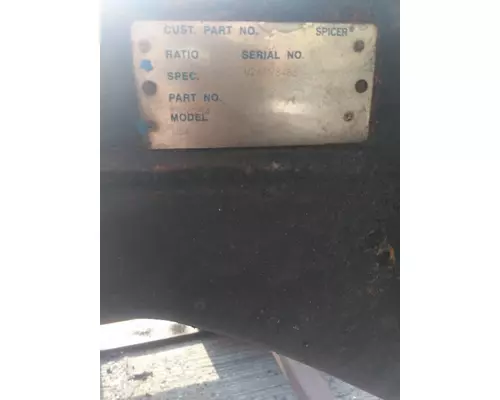 CUST. PART NO. SPICER®
RATIO SERIAL NO.
SPEC.
PART NO.
MODEL